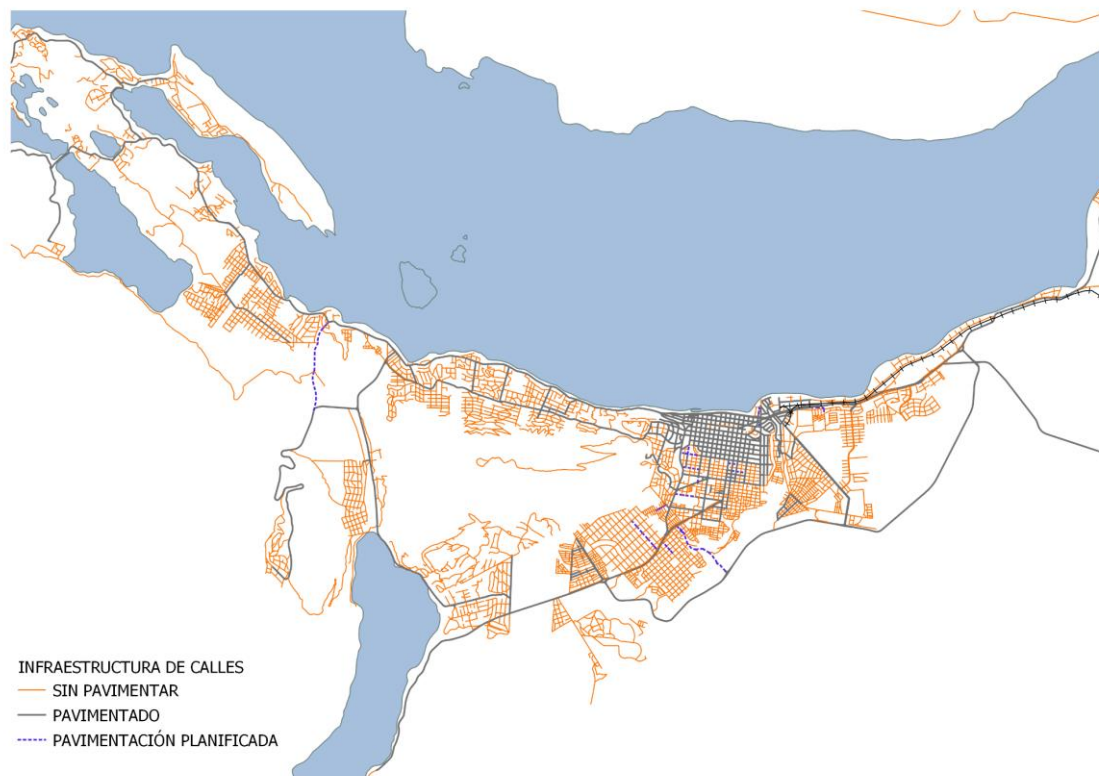 INFRAESTRUCTURA DE CALLES
SIN PAVIMENTAR
PAVIMENTADO
PAVIMENTACIÓN PLANIFICADA